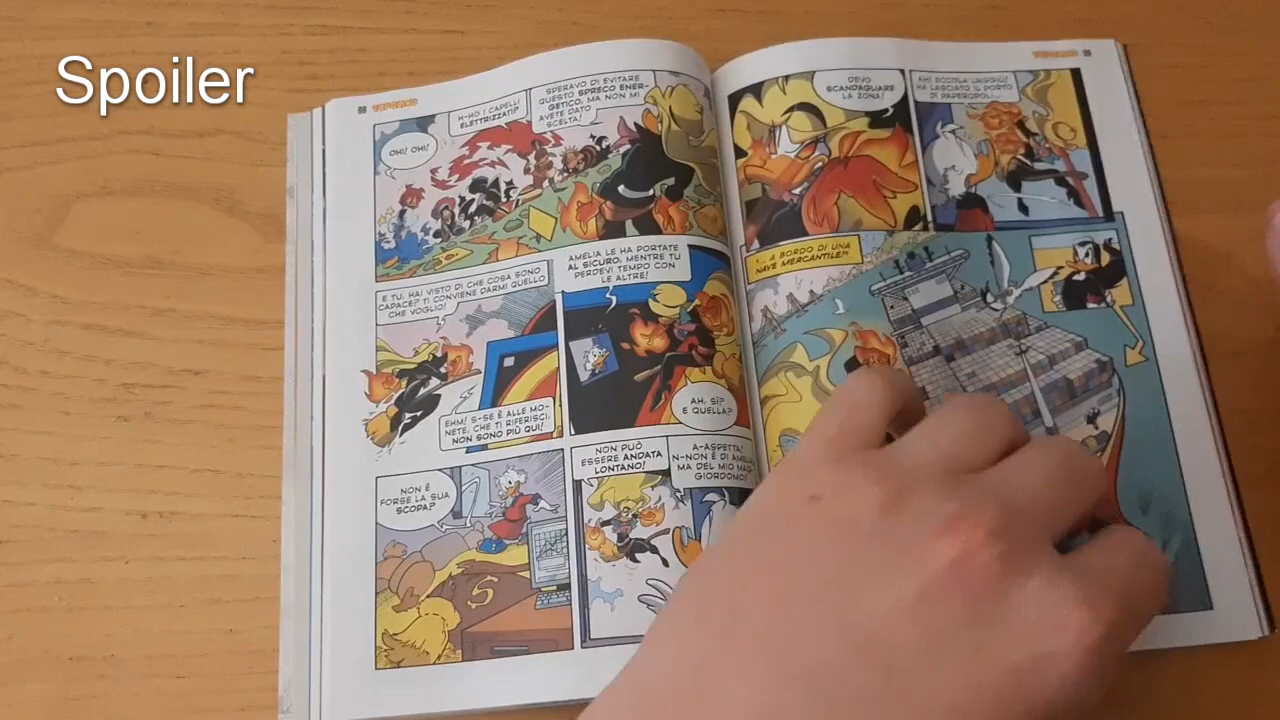 Spoiler
TOPOLINO
OH! OH!
H-HO I CAPELLI
ELETTRIZZATI?
SPERAVO DI EVITARE
QUESTO SPRECO ENER-
GETICO, MA NON MI
AVETE DATO
SCELTA!
E TU, HAI VISTO DI CHE COSA SONO
CAPACE? TI CONVIENE DARMI QUELLO
CHE VOGLIO!
EHM! S-SE È ALLE MO-
NETE, CHE TI RIFERISCI,
NON SONO PIÙ QUI!
AMELIA LE HA PORTATE
AL SICURO, MENTRE TU
PERDEVI TEMPO CON
LE ALTRE!
AH, SÌ?
E QUELLA?
NON È
FORSE LA SUA
SCOPA?
$
NON PUÒ
ESSERE ANDATA
LONTANO!
A-ASPETTA!
N-NON È DI AMELIA
MA DEL MIO MAG
GIORDOMO!
TOPOLINO
DEVO
SCANDAGLIARE
LA ZONA!
AH! ECCOLA LAGGIÙ!
HA LASCIATO IL PORTO
DI PAPEROPOLI...
"... A BORDO DI UNA
NAVE MERCANTILE!"